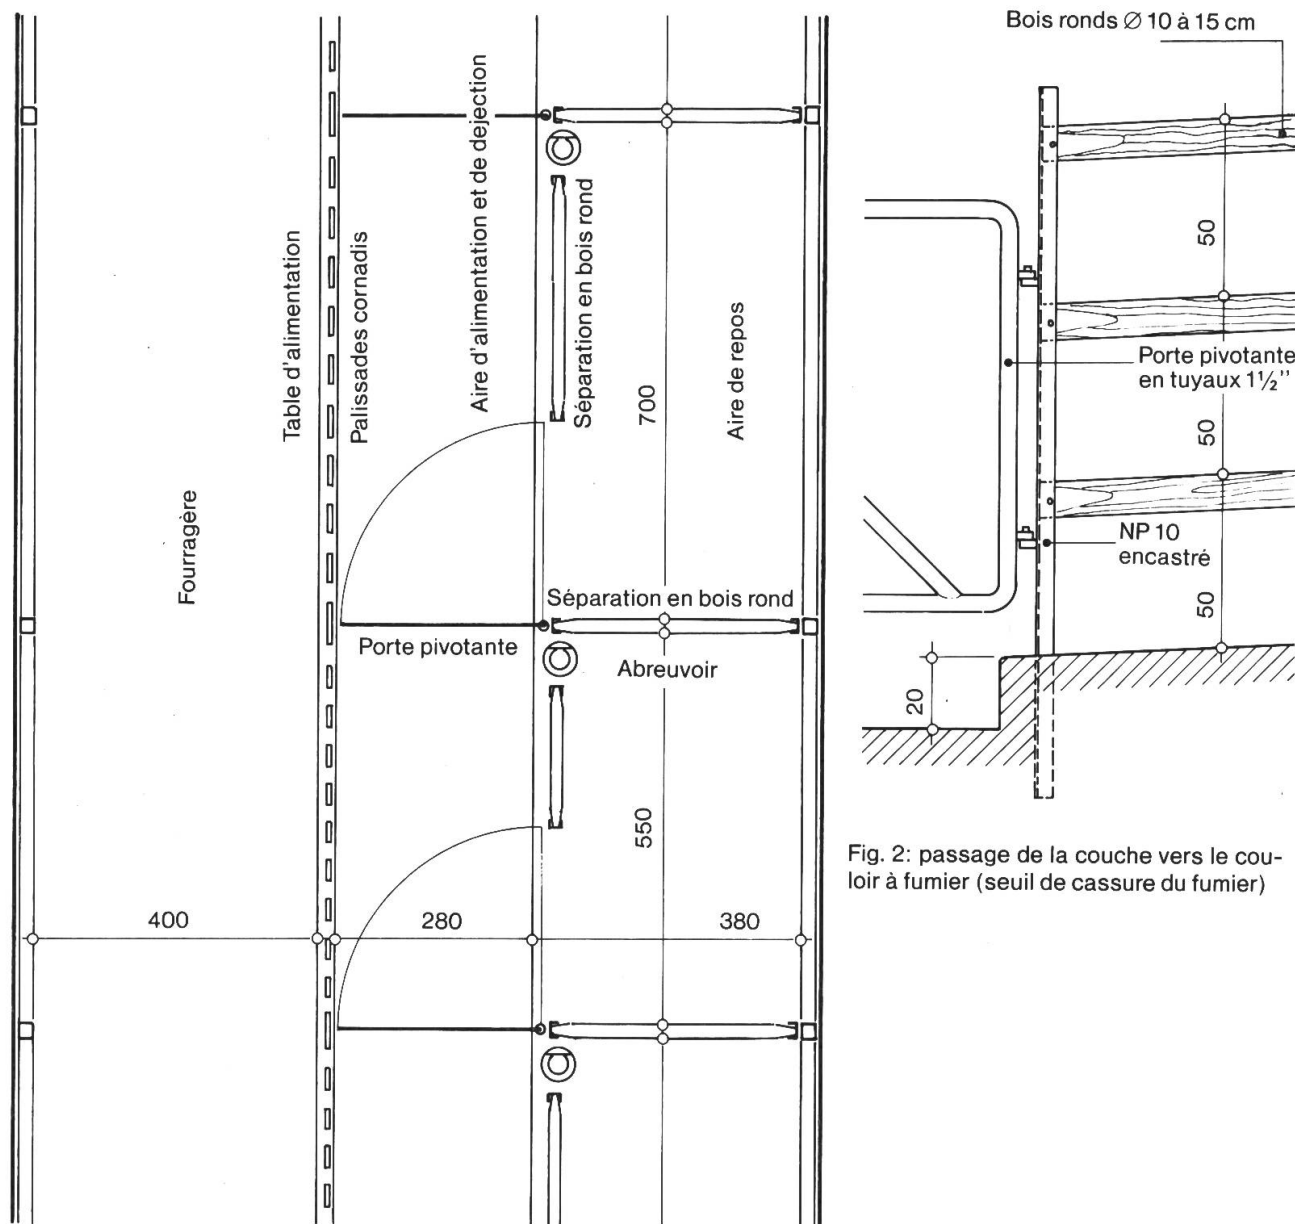 Fourragère
Table d'alimentation
Palissades cornadis
Aire d'alimentation et de dejection
Séparation en bois rond
700
Aire de repos
Séparation en bois rond
Porte pivotante
Abreuvoir
550
400
280
380
Bois ronds Ø 10 à 15 cm
50
Porte pivotante
en tuyaux 1½''
50
NP 10
encastré
50
20
Fig. 2: passage de la couche vers le cou-
loir à fumier (seuil de cassure du fumier)